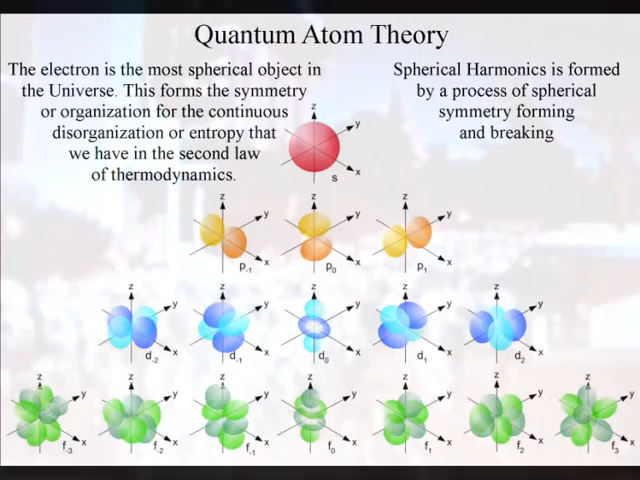 Quantum Atom Theory
The electron is the most spherical object in
the Universe. This forms the symmetry
or organization for the continuous
disorganization or entropy that
we have in the second law
of thermodynamics.
Spherical Harmonics is formed
by a process of spherical
symmetry forming
and breaking
z
y
x
s
z
y
x
p-1
z
y
x
p0
z
y
x
p1
z
y
x
d-2
z
y
x
d-1
z
y
x
d0
z
y
x
d1
z
y
x
d2
z
y
x
f-3
z
y
x
f-2
z
y
x
f-1
z
y
x
f0
z
y
x
f1
z
y
x
f2
z
y
x
f3